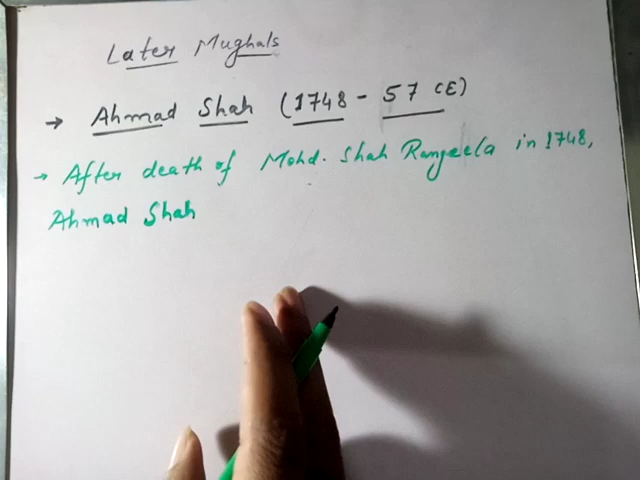 Later Mughals
→ Ahmad Shah (1748 - 57 CE)
→ After death of Mohd. Shah Rangeela in 1748,
Ahmad Shah